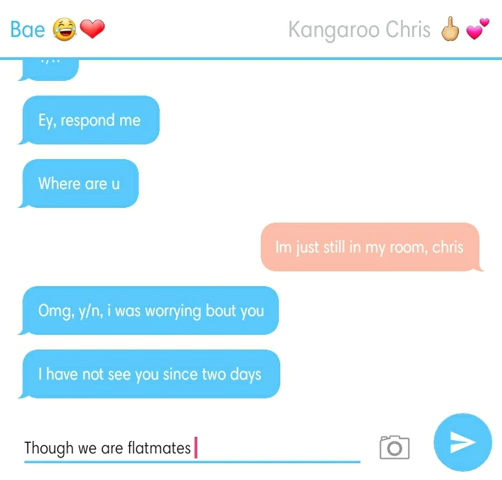 Bae 😂❤ Kangaroo Chris 🖕🏼💕
Ey, respond me
Where are u
Im just still in my room, chris
Omg, y/n, i was worrying bout you
I have not see you since two days
Though we are flatmates